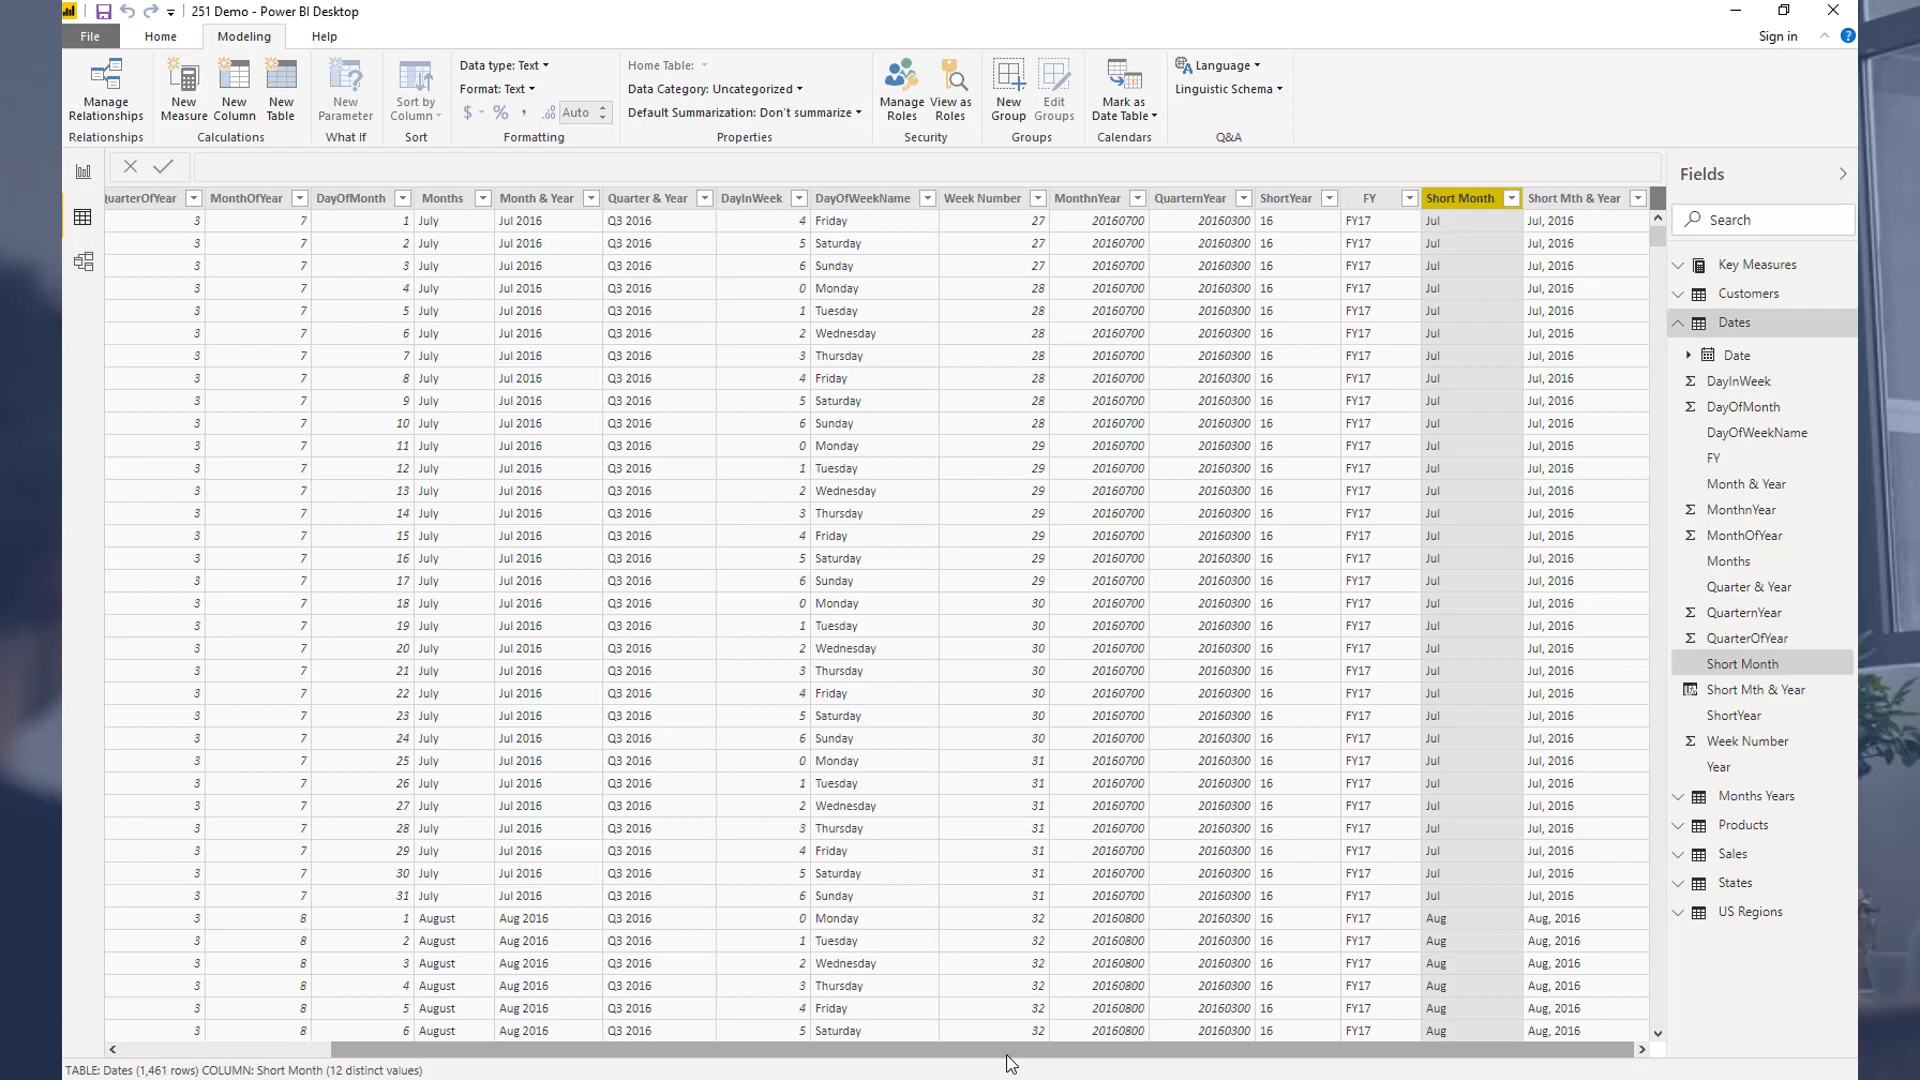 251 Demo - Power BI Desktop
File Home Modeling Help Sign in
Manage Relationships New Measure New Column New Table New Parameter Sort by Column Data type: Text Format: Text $ % , .00 Auto Home Table: Data Category: Uncategorized Default Summarization: Don't summarize Manage Roles View as Roles New Group Edit Groups Mark as Date Table Language Linguistic Schema
Relationships Calculations What If Sort Formatting Properties Security Groups Calendars Q&A
uarterOfYear MonthOfYear DayOfMonth Months Month & Year Quarter & Year DayInWeek DayOfWeekName Week Number MonthnYear QuarternYear ShortYear FY Short Month Short Mth & Year
3 7 1 July Jul 2016 Q3 2016 4 Friday 27 20160700 20160300 16 FY17 Jul Jul, 2016
3 7 2 July Jul 2016 Q3 2016 5 Saturday 27 20160700 20160300 16 FY17 Jul Jul, 2016
3 7 3 July Jul 2016 Q3 2016 6 Sunday 27 20160700 20160300 16 FY17 Jul Jul, 2016
3 7 4 July Jul 2016 Q3 2016 0 Monday 28 20160700 20160300 16 FY17 Jul Jul, 2016
3 7 5 July Jul 2016 Q3 2016 1 Tuesday 28 20160700 20160300 16 FY17 Jul Jul, 2016
3 7 6 July Jul 2016 Q3 2016 2 Wednesday 28 20160700 20160300 16 FY17 Jul Jul, 2016
3 7 7 July Jul 2016 Q3 2016 3 Thursday 28 20160700 20160300 16 FY17 Jul Jul, 2016
3 7 8 July Jul 2016 Q3 2016 4 Friday 28 20160700 20160300 16 FY17 Jul Jul, 2016
3 7 9 July Jul 2016 Q3 2016 5 Saturday 28 20160700 20160300 16 FY17 Jul Jul, 2016
3 7 10 July Jul 2016 Q3 2016 6 Sunday 28 20160700 20160300 16 FY17 Jul Jul, 2016
3 7 11 July Jul 2016 Q3 2016 0 Monday 29 20160700 20160300 16 FY17 Jul Jul, 2016
3 7 12 July Jul 2016 Q3 2016 1 Tuesday 29 20160700 20160300 16 FY17 Jul Jul, 2016
3 7 13 July Jul 2016 Q3 2016 2 Wednesday 29 20160700 20160300 16 FY17 Jul Jul, 2016
3 7 14 July Jul 2016 Q3 2016 3 Thursday 29 20160700 20160300 16 FY17 Jul Jul, 2016
3 7 15 July Jul 2016 Q3 2016 4 Friday 29 20160700 20160300 16 FY17 Jul Jul, 2016
3 7 16 July Jul 2016 Q3 2016 5 Saturday 29 20160700 20160300 16 FY17 Jul Jul, 2016
3 7 17 July Jul 2016 Q3 2016 6 Sunday 29 20160700 20160300 16 FY17 Jul Jul, 2016
3 7 18 July Jul 2016 Q3 2016 0 Monday 30 20160700 20160300 16 FY17 Jul Jul, 2016
3 7 19 July Jul 2016 Q3 2016 1 Tuesday 30 20160700 20160300 16 FY17 Jul Jul, 2016
3 7 20 July Jul 2016 Q3 2016 2 Wednesday 30 20160700 20160300 16 FY17 Jul Jul, 2016
3 7 21 July Jul 2016 Q3 2016 3 Thursday 30 20160700 20160300 16 FY17 Jul Jul, 2016
3 7 22 July Jul 2016 Q3 2016 4 Friday 30 20160700 20160300 16 FY17 Jul Jul, 2016
3 7 23 July Jul 2016 Q3 2016 5 Saturday 30 20160700 20160300 16 FY17 Jul Jul, 2016
3 7 24 July Jul 2016 Q3 2016 6 Sunday 30 20160700 20160300 16 FY17 Jul Jul, 2016
3 7 25 July Jul 2016 Q3 2016 0 Monday 31 20160700 20160300 16 FY17 Jul Jul, 2016
3 7 26 July Jul 2016 Q3 2016 1 Tuesday 31 20160700 20160300 16 FY17 Jul Jul, 2016
3 7 27 July Jul 2016 Q3 2016 2 Wednesday 31 20160700 20160300 16 FY17 Jul Jul, 2016
3 7 28 July Jul 2016 Q3 2016 3 Thursday 31 20160700 20160300 16 FY17 Jul Jul, 2016
3 7 29 July Jul 2016 Q3 2016 4 Friday 31 20160700 20160300 16 FY17 Jul Jul, 2016
3 7 30 July Jul 2016 Q3 2016 5 Saturday 31 20160700 20160300 16 FY17 Jul Jul, 2016
3 7 31 July Jul 2016 Q3 2016 6 Sunday 31 20160700 20160300 16 FY17 Jul Jul, 2016
3 8 1 August Aug 2016 Q3 2016 0 Monday 32 20160800 20160300 16 FY17 Aug Aug, 2016
3 8 2 August Aug 2016 Q3 2016 1 Tuesday 32 20160800 20160300 16 FY17 Aug Aug, 2016
3 8 3 August Aug 2016 Q3 2016 2 Wednesday 32 20160800 20160300 16 FY17 Aug Aug, 2016
3 8 4 August Aug 2016 Q3 2016 3 Thursday 32 20160800 20160300 16 FY17 Aug Aug, 2016
3 8 5 August Aug 2016 Q3 2016 4 Friday 32 20160800 20160300 16 FY17 Aug Aug, 2016
3 8 6 August Aug 2016 Q3 2016 5 Saturday 32 20160800 20160300 16 FY17 Aug Aug, 2016
Fields
Search
Key Measures
Customers
Dates
Date
DayInWeek
DayOfMonth
DayOfWeekName
FY
Month & Year
MonthnYear
MonthOfYear
Months
Quarter & Year
QuarternYear
QuarterOfYear
Short Month
Short Mth & Year
ShortYear
Week Number
Year
Months Years
Products
Sales
States
US Regions
TABLE: Dates (1,461 rows) COLUMN: Short Month (12 distinct values)